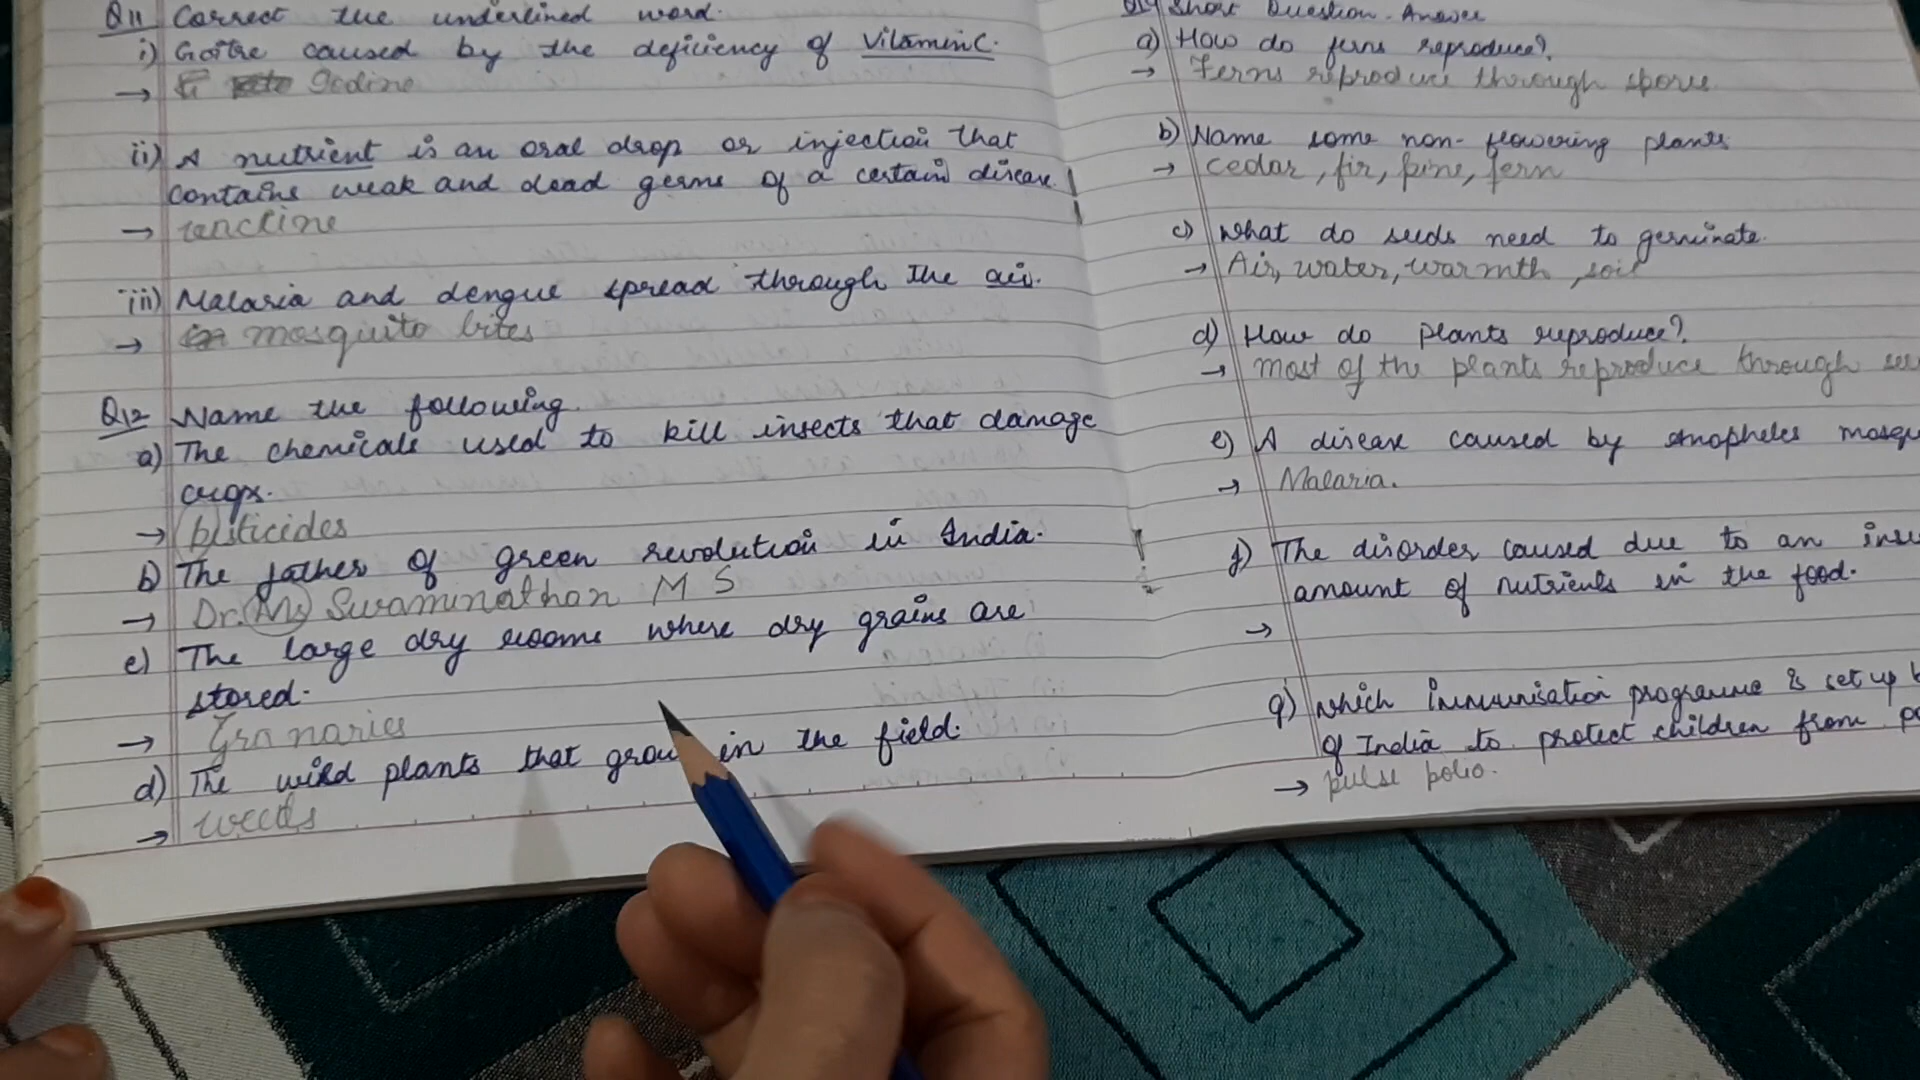 Q11 Correct the underlined word.
i) Goitre caused by the deficiency of Vitamin C.
→ Iodine
ii) A nutrient is an oral drop or injection that
contains weak and dead germs of a certain disease.
→
iii) Malaria and dengue spread through the air.
→ mosquito bites
Q12 Name the following.
a) The chemicals used to kill insects that damage
crops.
→
b) The father of green revolution in India.
→ Dr. Ms Swaminathan M S
c) The large dry rooms where dry grains are
stored.
→ Granaries
d) The wild plants that grow in the field.
→ weeds
Short Question-Answer
a) How do ferns reproduce?
→ Ferns reproduce through spores
b) Name some non-flowering plants
→ cedar, fir, pine, fern
c) What do seeds need to germinate.
→ Air, water, warmth, soil
d) How do plants reproduce?
→ most of the plants reproduce through
e) A disease caused by anopheles
→ Malaria.
f) The disorder caused due to an
amount of nutrients in the food.
→
g) which immunisation programme is set up
of India to protect children from
→ pulse polio.